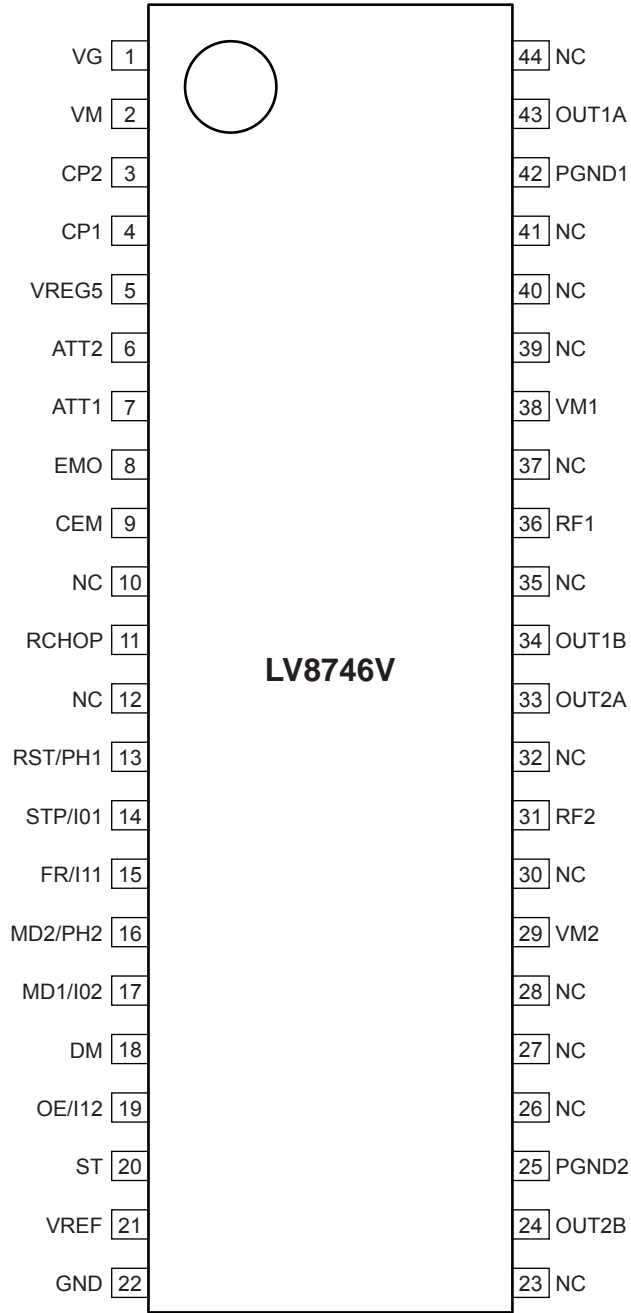 VG 1 44 NC
VM 2 43 OUT1A
CP2 3 42 PGND1
CP1 4 41 NC
VREG5 5 40 NC
ATT2 6 39 NC
ATT1 7 38 VM1
EMO 8 37 NC
CEM 9 36 RF1
NC 10 35 NC
RCHOP 11 34 OUT1B
LV8746V
NC 12 33 OUT2A
RST/PH1 13 32 NC
STP/I01 14 31 RF2
FR/I11 15 30 NC
MD2/PH2 16 29 VM2
MD1/I02 17 28 NC
DM 18 27 NC
OE/I12 19 26 NC
ST 20 25 PGND2
VREF 21 24 OUT2B
GND 22 23 NC